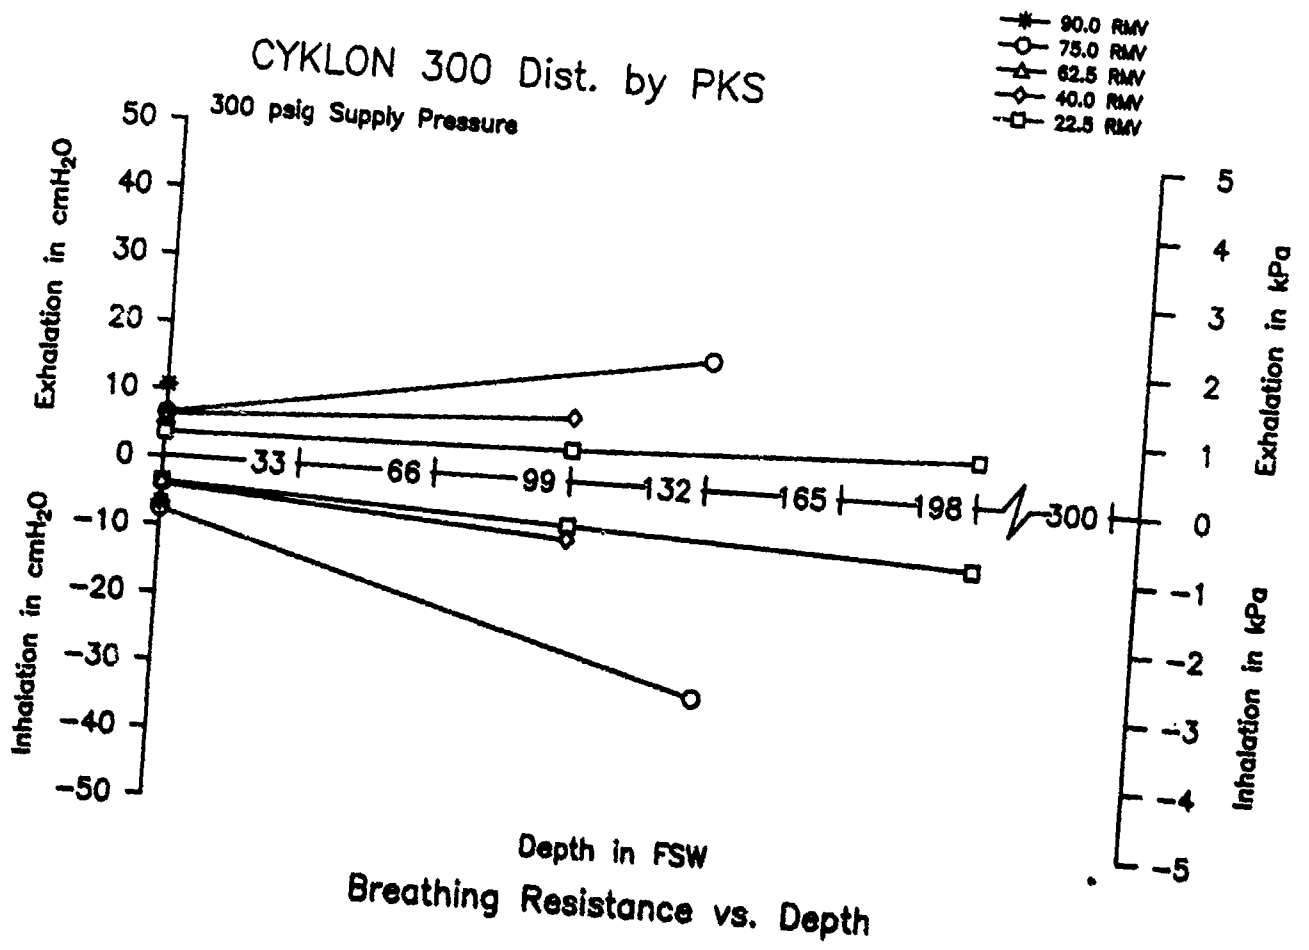 90.0 RMV
75.0 RMV
62.5 RMV
40.0 RMV
22.5 RMV
CYKLON 300 Dist. by PKS
300 psig Supply Pressure
Exhalation in cmH₂O
Inhalation in cmH₂O
50
40
30
20
10
0
-10
-20
-30
-40
-50
33 66 99 132 165 198 300
5
4
3
2
1
0
-1
-2
-3
-4
-5
Exhalation in kPa
Inhalation in kPa
Depth in FSW
Breathing Resistance vs. Depth